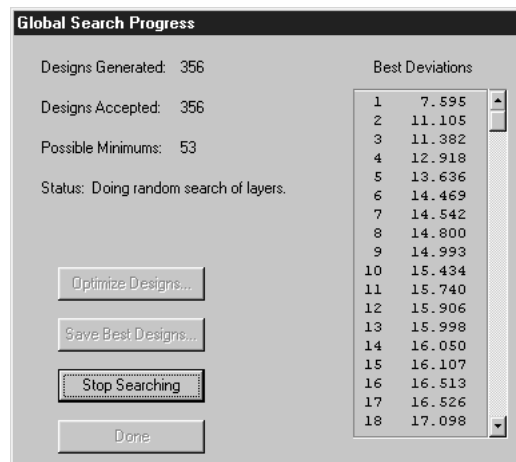 Global Search Progress
Designs Generated: 356
Designs Accepted: 356
Possible Minimums: 53
Status: Doing random search of layers.
Optimize Designs...
Save Best Designs...
Stop Searching
Done
Best Deviations
1 7.595
2 11.105
3 11.382
4 12.918
5 13.636
6 14.469
7 14.542
8 14.800
9 14.993
10 15.434
11 15.740
12 15.906
13 15.998
14 16.050
15 16.107
16 16.513
17 16.526
18 17.098